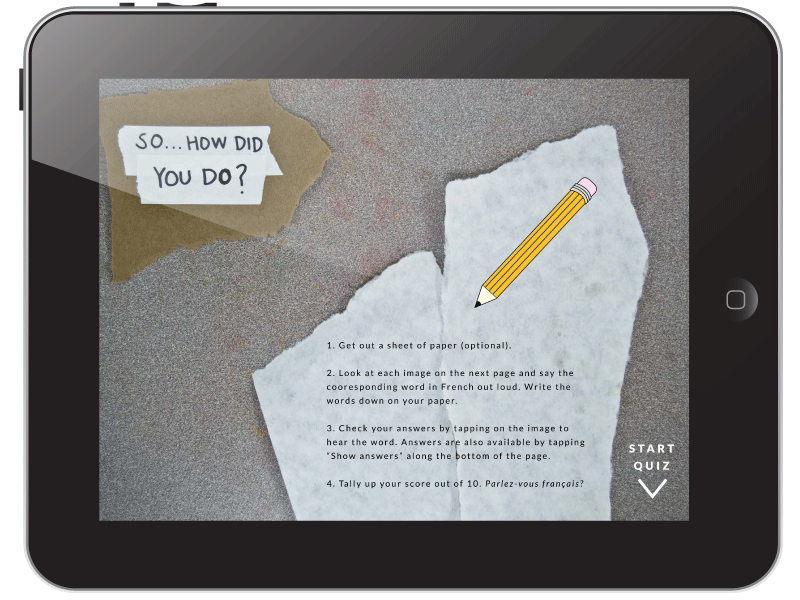 SO...HOW DID
YOU DO?
1. Get out a sheet of paper (optional).
2. Look at each image on the next page and say the
cooresponding word in French out loud. Write the
words down on your paper.
3. Check your answers by tapping on the image to
hear the word. Answers are also available by tapping
"Show answers" along the bottom of the page.
4. Tally up your score out of 10. Parlez-vous français?
START
QUIZ